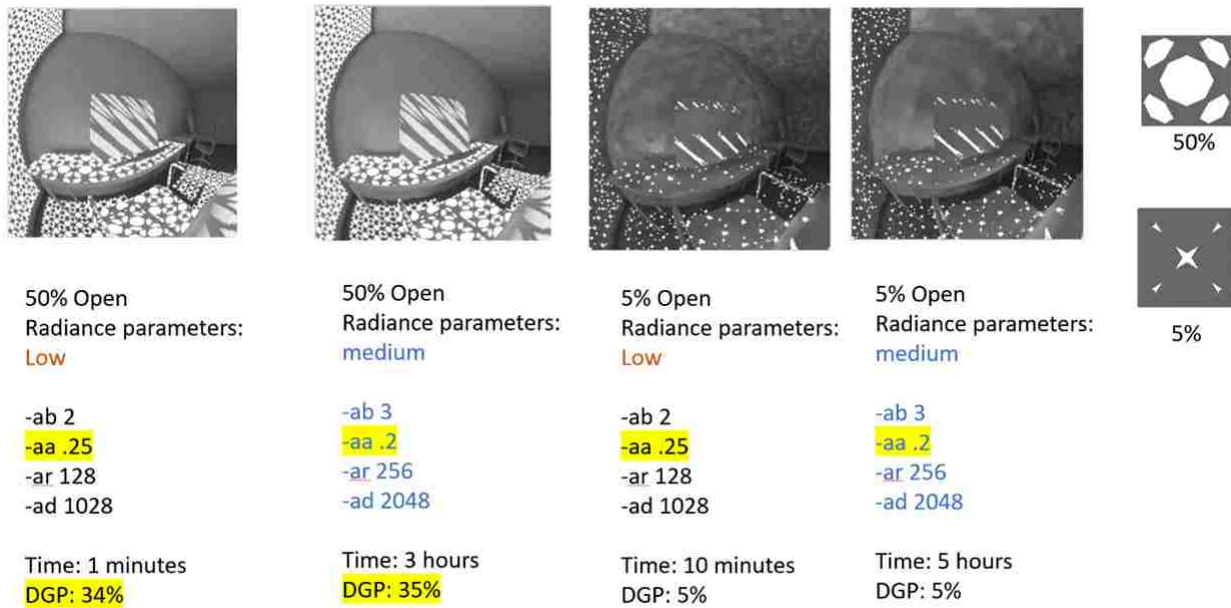 50% Open
Radiance parameters:
Low
-ab 2
-aa .25
-ar 128
-ad 1028
Time: 1 minutes
DGP: 34%
50% Open
Radiance parameters:
medium
-ab 3
-aa .2
-ar 256
-ad 2048
Time: 3 hours
DGP: 35%
5% Open
Radiance parameters:
Low
-ab 2
-aa .25
-ar 128
-ad 1028
Time: 10 minutes
DGP: 5%
5% Open
Radiance parameters:
medium
-ab 3
-aa .2
-ar 256
-ad 2048
Time: 5 hours
DGP: 5%
50%
5%